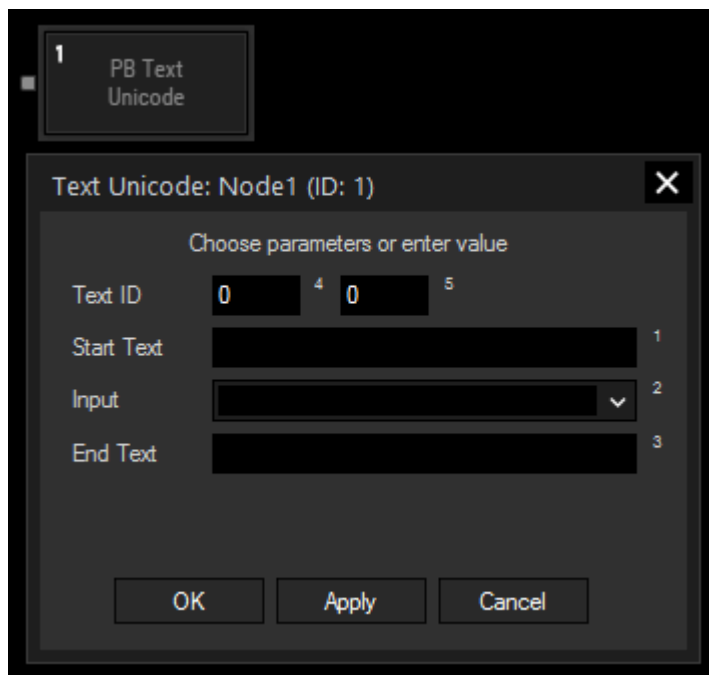 1
PB Text
Unicode
Text Unicode: Node1 (ID: 1)
Choose parameters or enter value
Text ID 0 4 0 5
Start Text 1
Input 2
End Text 3
OK Apply Cancel